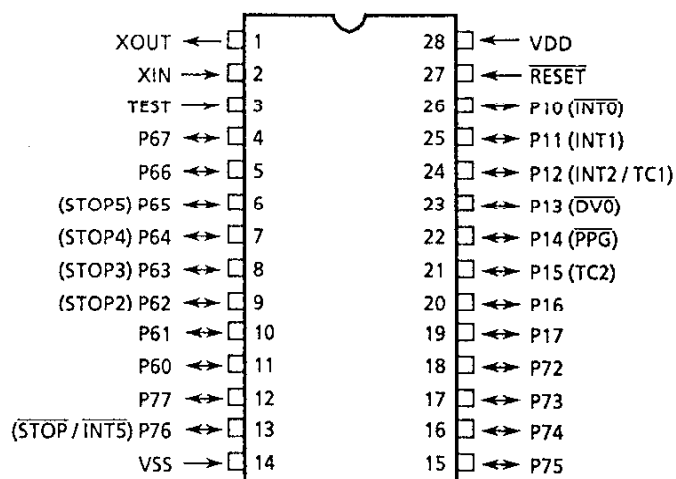 XOUT 1 28 VDD
XIN 2 27 RESET
TEST 3 26 P10 (INT0)
P67 4 25 P11 (INT1)
P66 5 24 P12 (INT2 / TC1)
(STOP5) P65 6 23 P13 (DV0)
(STOP4) P64 7 22 P14 (PPG)
(STOP3) P63 8 21 P15 (TC2)
(STOP2) P62 9 20 P16
P61 10 19 P17
P60 11 18 P72
P77 12 17 P73
(STOP / INT5) P76 13 16 P74
VSS 14 15 P75